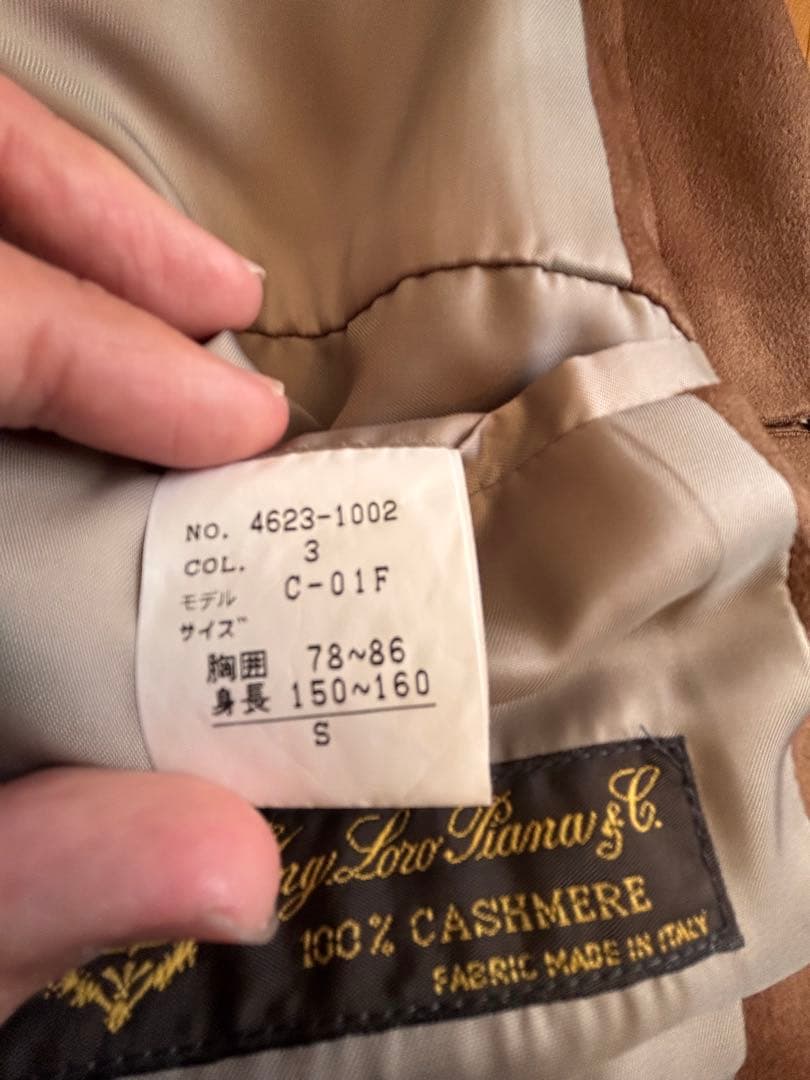 NO. 4623-1002
COL. 3
モデル C-01F
サイズ
胸囲 78~86
身長 150~160
S
Ing. Loro Piana & C.
100% CASHMERE
FABRIC MADE IN ITALY